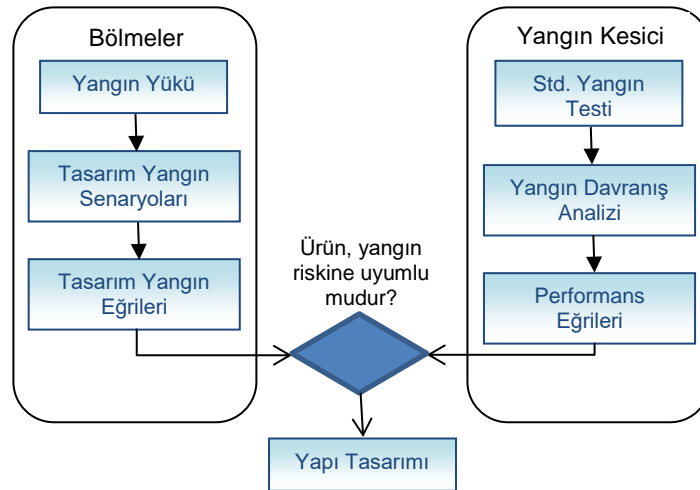 Bölmeler
Yangın Yükü
Tasarım Yangın
Senaryoları
Tasarım Yangın
Eğrileri
Yangın Kesici
Std. Yangın
Testi
Yangın Davranış
Analizi
Performans
Eğrileri
Ürün, yangın
riskine uyumlu
mudur?
Yapı Tasarımı